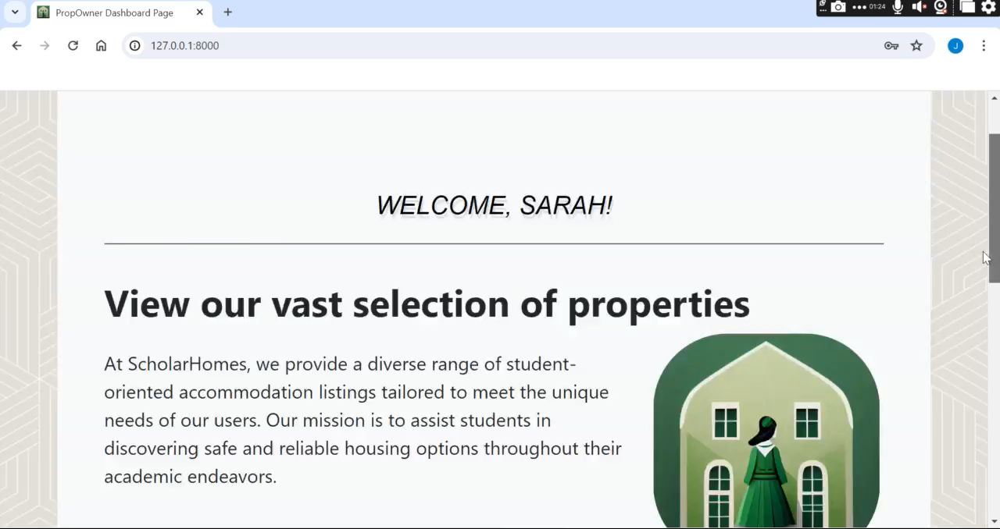 PropOwner Dashboard Page
01:24
127.0.0.1:8000
J
WELCOME, SARAH!
View our vast selection of properties
At ScholarHomes, we provide a diverse range of student-
oriented accommodation listings tailored to meet the unique
needs of our users. Our mission is to assist students in
discovering safe and reliable housing options throughout their
academic endeavors.